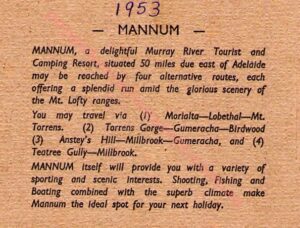 1953
— MANNUM —
MANNUM, a delightful Murray River Tourist and
Camping Resort, situated 50 miles due east of Adelaide
may be reached by four alternative routes, each
offering a splendid run amid the glorious scenery of
the Mt. Lofty ranges.
You may travel via (1) Morialta—Lobethal—Mt.
Torrens. (2) Torrens Gorge—Gumeracha—Birdwood
(3) Anstey's Hill—Millbrook—Gumeracha, and (4)
Teatree Gully—Millbrook.
MANNUM itself will provide you with a variety of
sporting and scenic interests. Shooting, Fishing and
Boating combined with the superb climate make
Mannum the ideal spot for your next holiday.